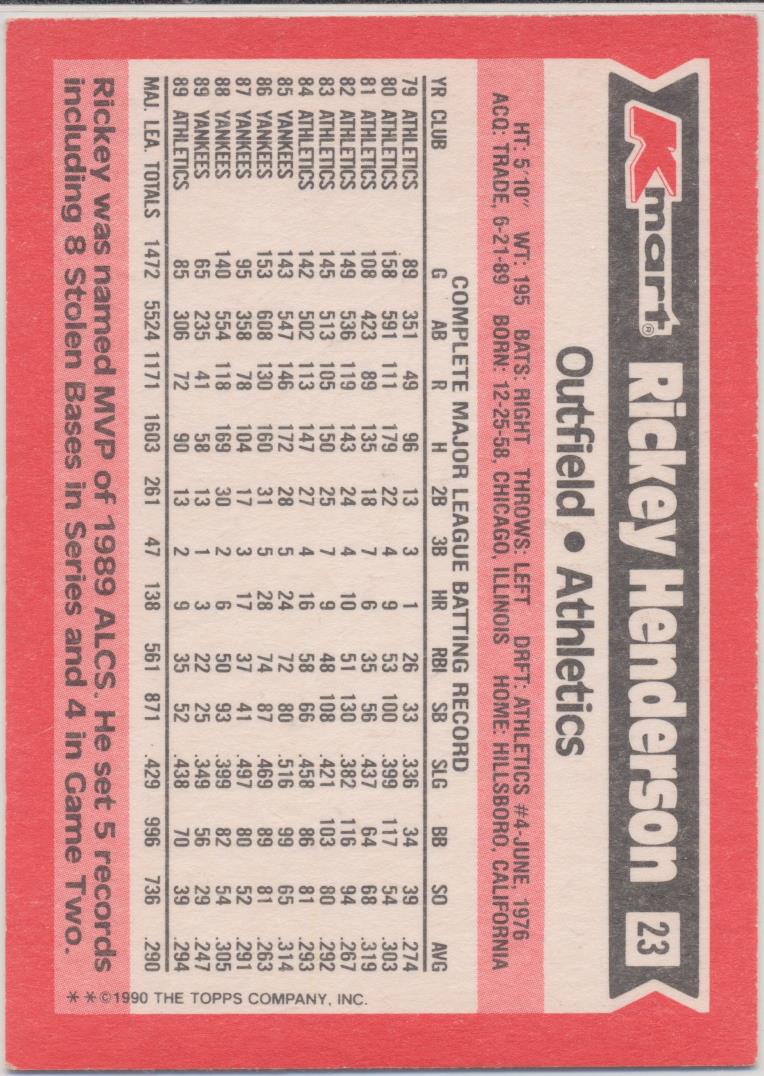 Kmart® Rickey Henderson 23
Outfield • Athletics
HT: 5'10" WT: 195 BATS: RIGHT THROWS: LEFT DRFT: ATHLETICS #4-JUNE, 1976
ACQ: TRADE, 6-21-89 BORN: 12-25-58, CHICAGO, ILLINOIS HOME: HILLSBORO, CALIFORNIA
COMPLETE MAJOR LEAGUE BATTING RECORD
YR CLUB G AB R H 2B 3B HR RBI SB SLG BB SO AVG
79 ATHLETICS 89 351 49 96 13 3 1 26 33 .336 34 39 .274
80 ATHLETICS 158 591 111 179 22 4 9 53 100 .399 117 54 .303
81 ATHLETICS 108 423 89 135 18 7 6 35 56 .437 64 68 .319
82 ATHLETICS 149 536 119 143 24 4 10 51 130 .382 116 94 .267
83 ATHLETICS 145 513 105 150 25 7 9 48 108 .421 103 80 .292
84 ATHLETICS 142 502 113 147 27 4 16 58 66 .458 86 81 .293
85 YANKEES 143 547 146 172 28 5 24 72 80 .516 99 65 .314
86 YANKEES 153 608 130 160 31 5 28 74 87 .469 89 81 .263
87 YANKEES 95 358 78 104 17 3 17 37 41 .497 80 52 .291
88 YANKEES 140 554 118 169 30 2 6 50 93 .399 82 54 .305
89 YANKEES 65 235 41 58 13 1 3 22 25 .349 56 29 .247
89 ATHLETICS 85 306 72 90 13 2 9 35 52 .438 70 39 .294
MAJ. LEA. TOTALS 1472 5524 1171 1603 261 47 138 561 871 .429 996 736 .290
Rickey was named MVP of 1989 ALCS. He set 5 records
including 8 Stolen Bases in Series and 4 in Game Two.
**©1990 THE TOPPS COMPANY, INC.